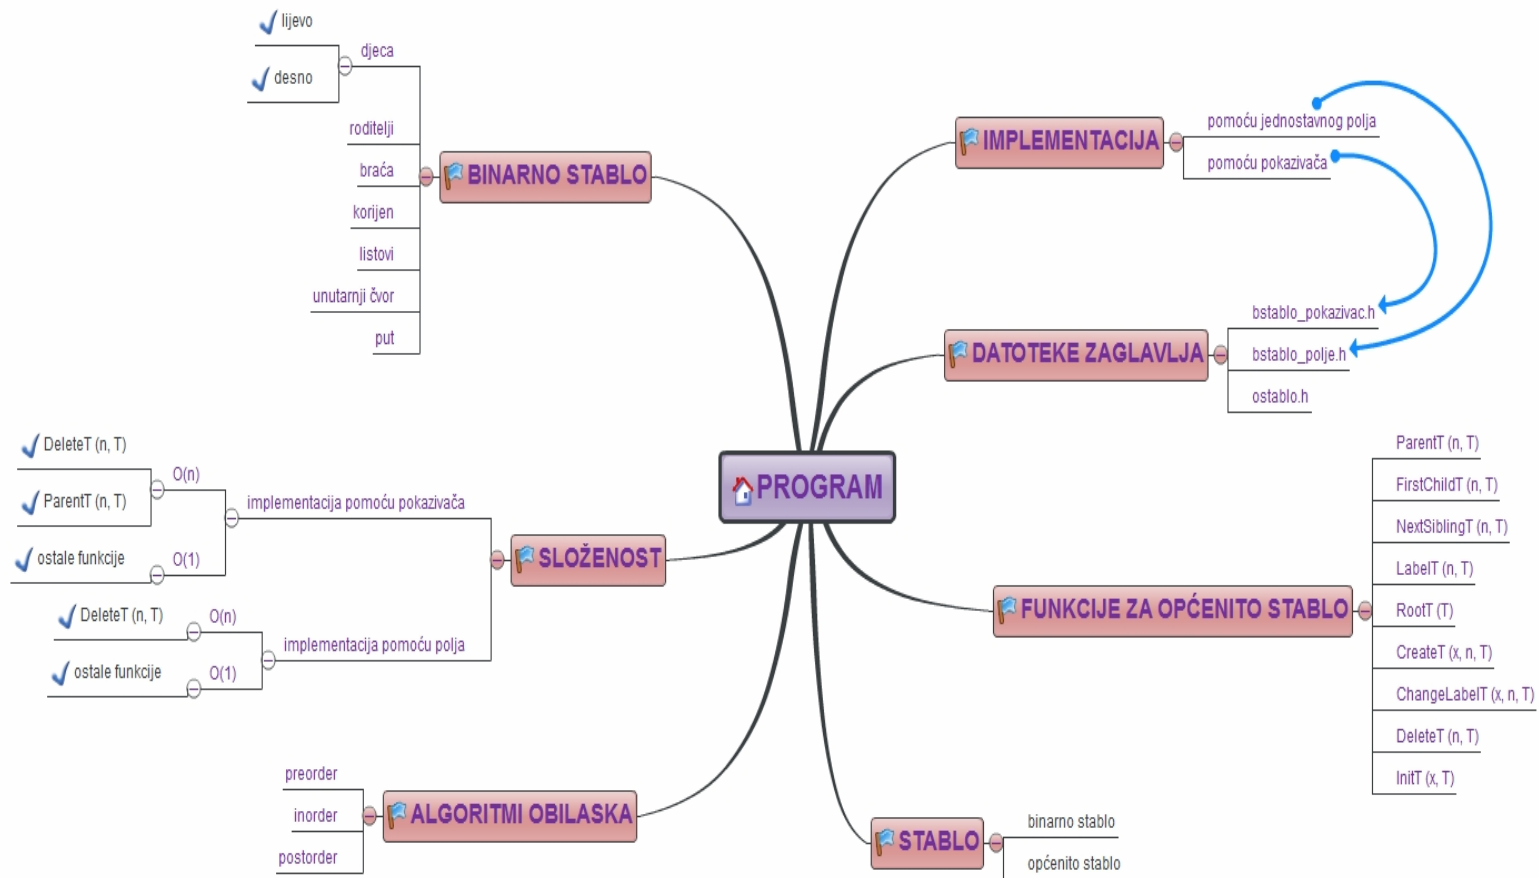 PROGRAM
BINARNO STABLO
djeca
lijevo
desno
roditelji
braća
korijen
listovi
unutarnji čvor
put
SLOŽENOST
implementacija pomoću pokazivača
O(n)
DeleteT (n, T)
ParentT (n, T)
O(1)
ostale funkcije
implementacija pomoću polja
O(n)
DeleteT (n, T)
O(1)
ostale funkcije
ALGORITMI OBILASKA
preorder
inorder
postorder
IMPLEMENTACIJA
pomoću jednostavnog polja
pomoću pokazivača
DATOTEKE ZAGLAVLJA
bstablo_pokazivac.h
bstablo_polje.h
ostablo.h
FUNKCIJE ZA OPĆENITO STABLO
ParentT (n, T)
FirstChildT (n, T)
NextSiblingT (n, T)
LabelT (n, T)
RootT (T)
CreateT (x, n, T)
ChangeLabelT (x, n, T)
DeleteT (n, T)
InitT (x, T)
STABLO
binarno stablo
općenito stablo